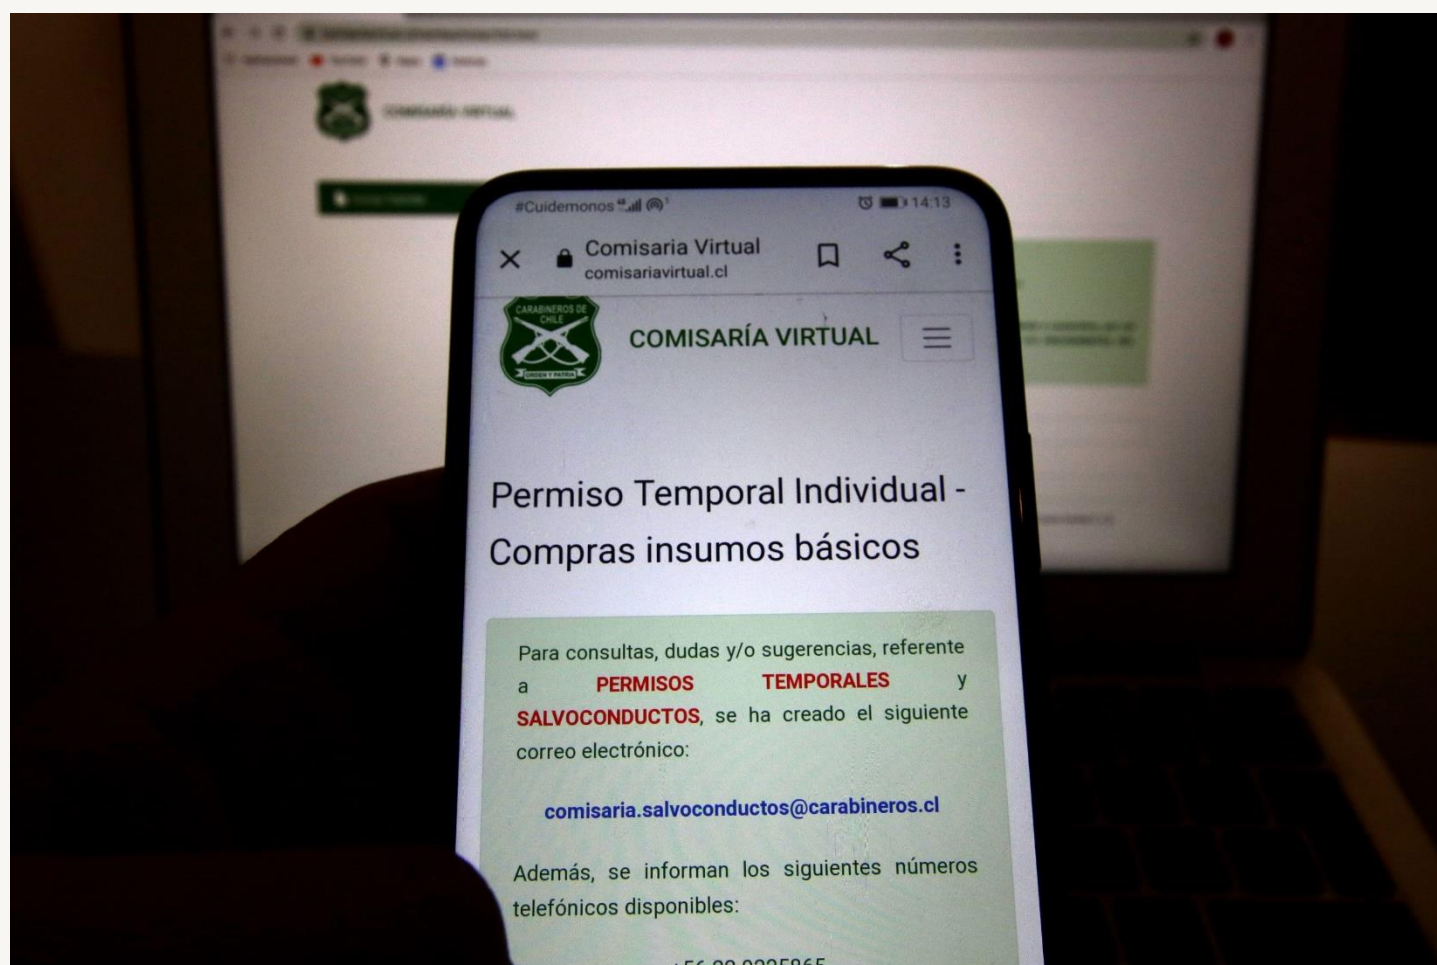 COMISARÍA VIRTUAL
#Cuidemonos
14:13
Comisaria Virtual
comisariavirtual.cl
CARABINEROS DE
CHILE
ORDEN Y PATRIA
COMISARÍA VIRTUAL
Permiso Temporal Individual -
Compras insumos básicos
Para consultas, dudas y/o sugerencias, referente
a PERMISOS TEMPORALES y
SALVOCONDUCTOS, se ha creado el siguiente
correo electrónico:
comisaria.salvoconductos@carabineros.cl
Además, se informan los siguientes números
telefónicos disponibles: